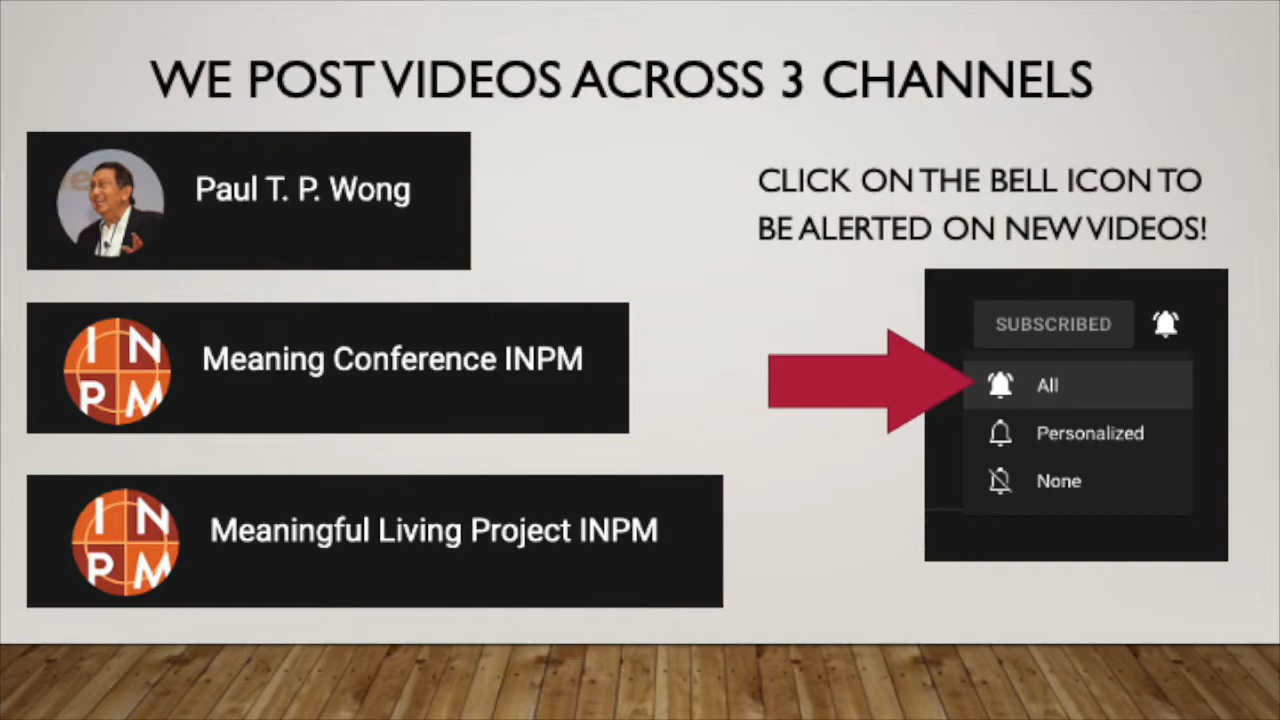 WE POST VIDEOS ACROSS 3 CHANNELS
Paul T. P. Wong
I N
P M
Meaning Conference INPM
I N
P M
Meaningful Living Project INPM
CLICK ON THE BELL ICON TO
BE ALERTED ON NEW VIDEOS!
SUBSCRIBED
All
Personalized
None